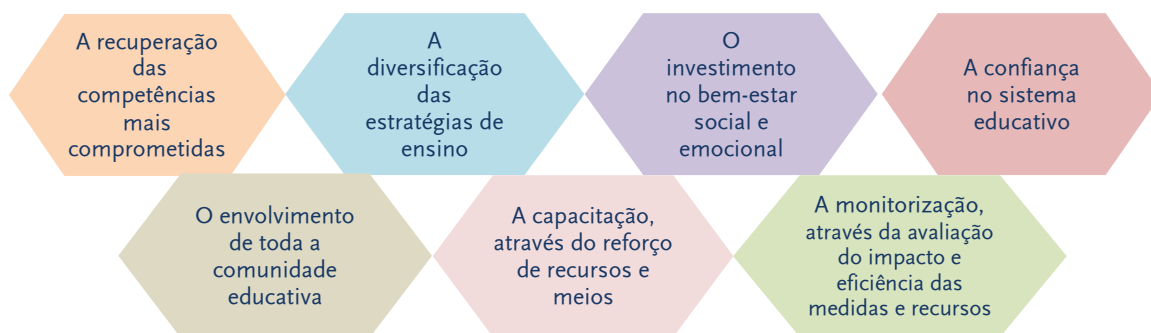 A recuperação
das
competências
mais
comprometidas
A
diversificação
das
estratégias de
ensino
O
investimento
no bem-estar
social e
emocional
A confiança
no sistema
educativo
O envolvimento
de toda a
comunidade
educativa
A capacitação,
através do reforço
de recursos e
meios
A monitorização,
através da avaliação
do impacto e
eficiência das
medidas e recursos